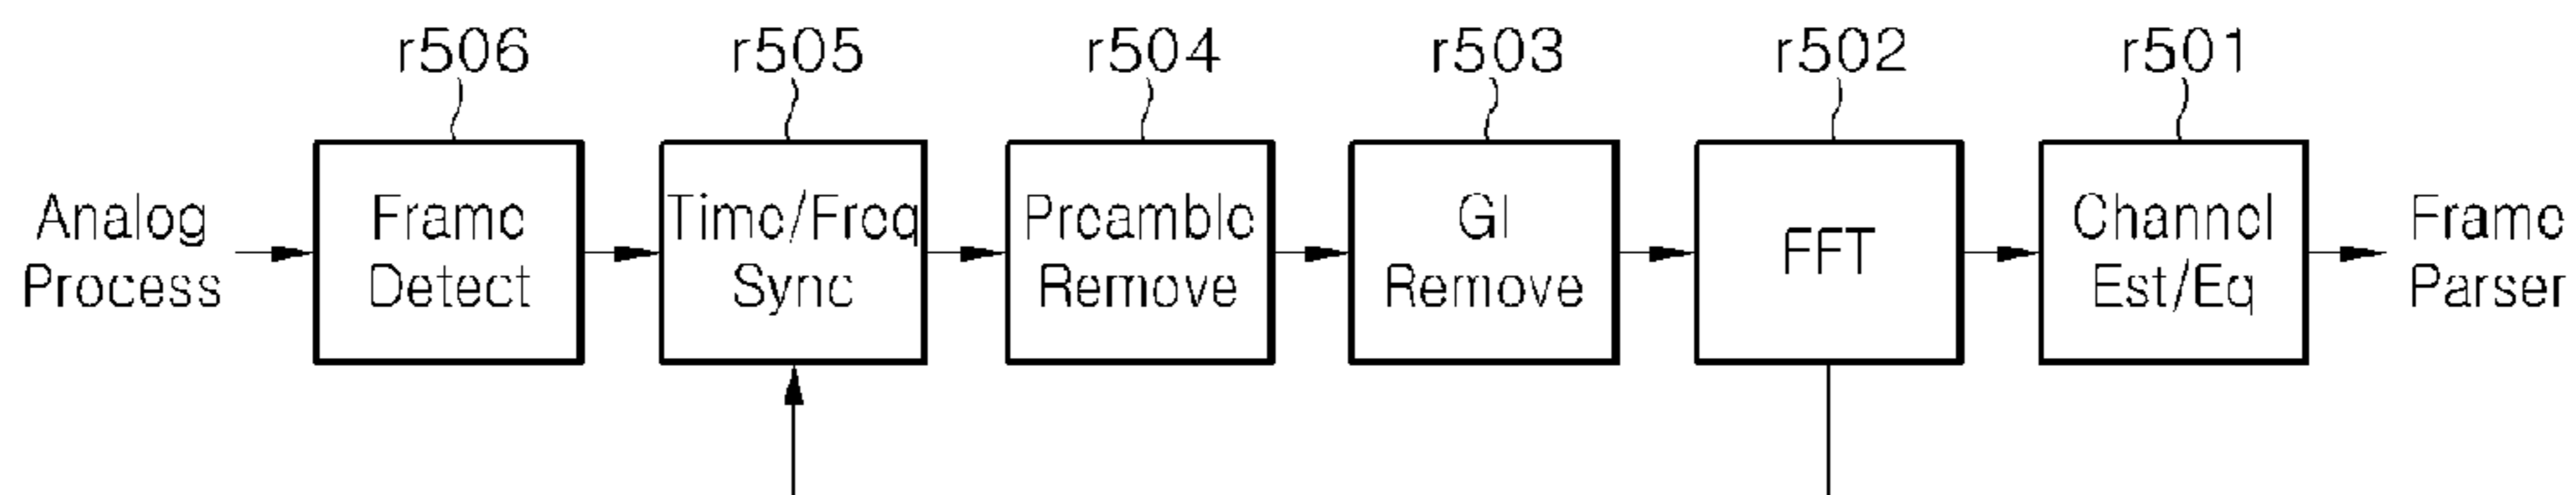 r506 r505 r504 r503 r502 r501
Analog
Process
Frame
Detect
Time/Freq
Sync
Preamble
Remove
GI
Remove
FFT
Channel
Est/Eq
Frame
Parser